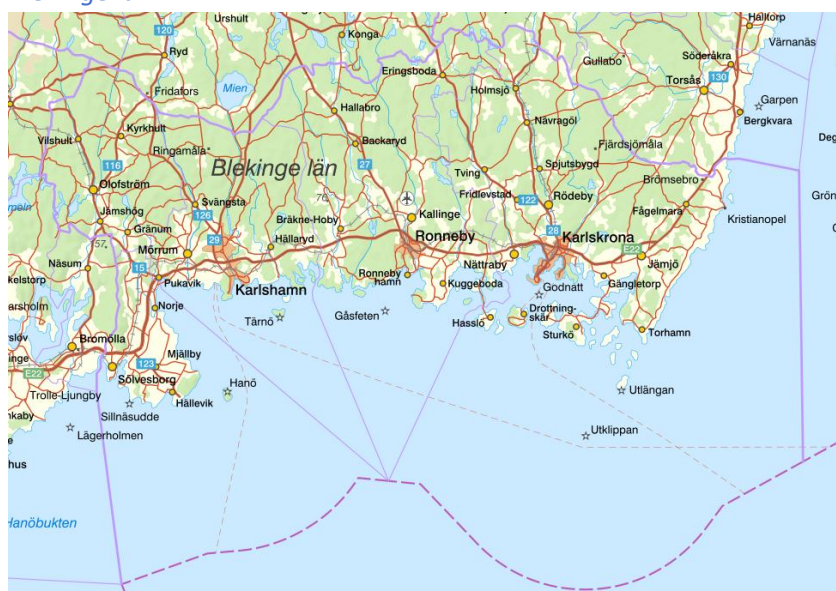 Urshult
Konga
Halltorp
Värnanäs
120
Ryd
Gullabo
Söderåkra
Eringsboda
Holmsjö
Torsås
130
Mien
Fridafors
Garpen
Hallabro
Bergkvara
Vilshult
Kyrkhult
Nävragöl
Ringamåla
Backaryd
Fjärdsjömåla
Blekinge län
27
116
Tving
Spjutsbygd
Olofström
Brömsebro
76
Fridlevstad
122
Rödeby
Svängsta
Jämshög
126
Kallinge
Fågelmara
Kristianopel
Bräkne-Hoby
Gränum
157
29
Ronneby
28
Karlskrona
Mörrum
Hällaryd
E22
Näsum
15
Nättraby
Jämjö
Pukavik
Ronneby
hamn
Kuggeboda
Gängletorp
Karlshamn
Godnatt
Norje
Tärnö
Gåsfeten
Hasslö
Drottning-
skär
Sturkö
Torhamn
Bromölla
Mjällby
123
E22
Sölvesborg
Hanö
Utlängan
Trolle-Ljungby
Hällevik
Sillnäsudde
Lägerholmen
Utklippan
Hanöbukten